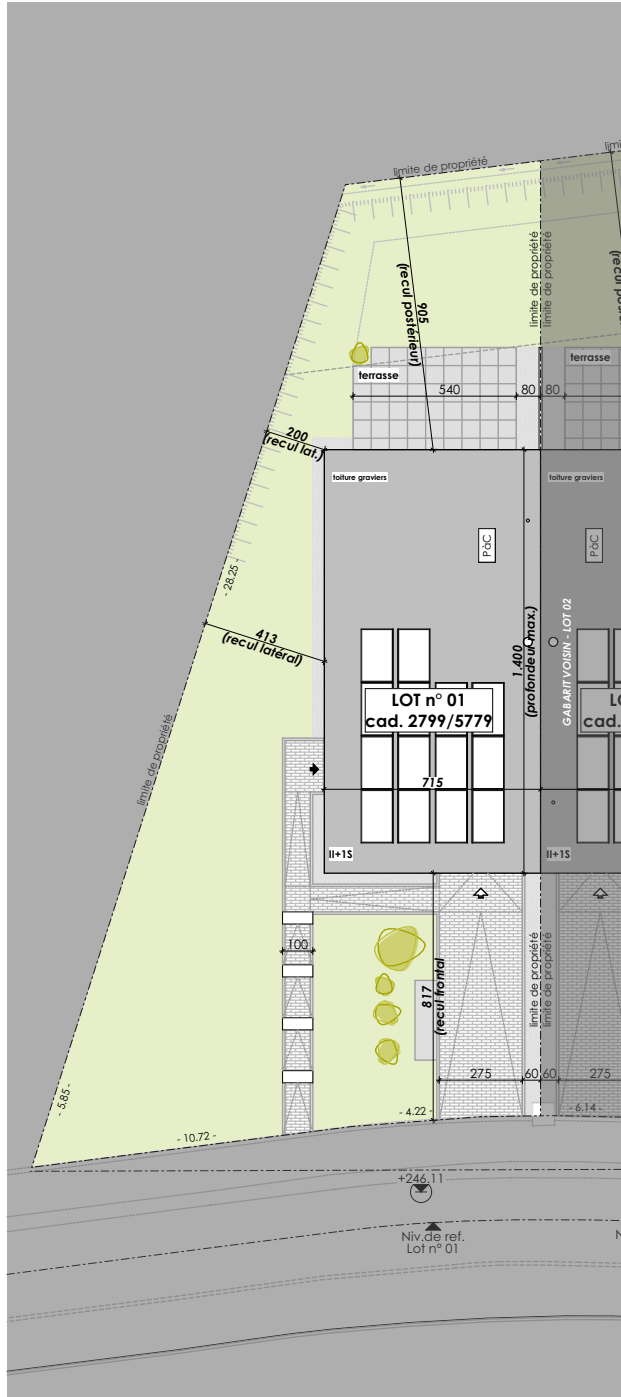 limite de propriété
limite de propriété
limite de propriété
905
(recul postérieur)
terrasse
terrasse
540
80
80
200
(recul lat.)
toiture graviers
toiture graviers
PàC
PàC
- 28.25 -
413
(recul latéral)
1.400
(profondeur max.)
GABARIT VOISIN - LOT 02
LOT n° 01
cad. 2799/5779
cad.
limite de propriété
715
II+1S
II+1S
100
817
(recul frontal
limite de propriété
limite de propriété
275
60
60
275
- 5.85 -
- 10.72 -
- 4.22 -
- 6.14 -
+246.11
Niv.de ref.
Lot n° 01